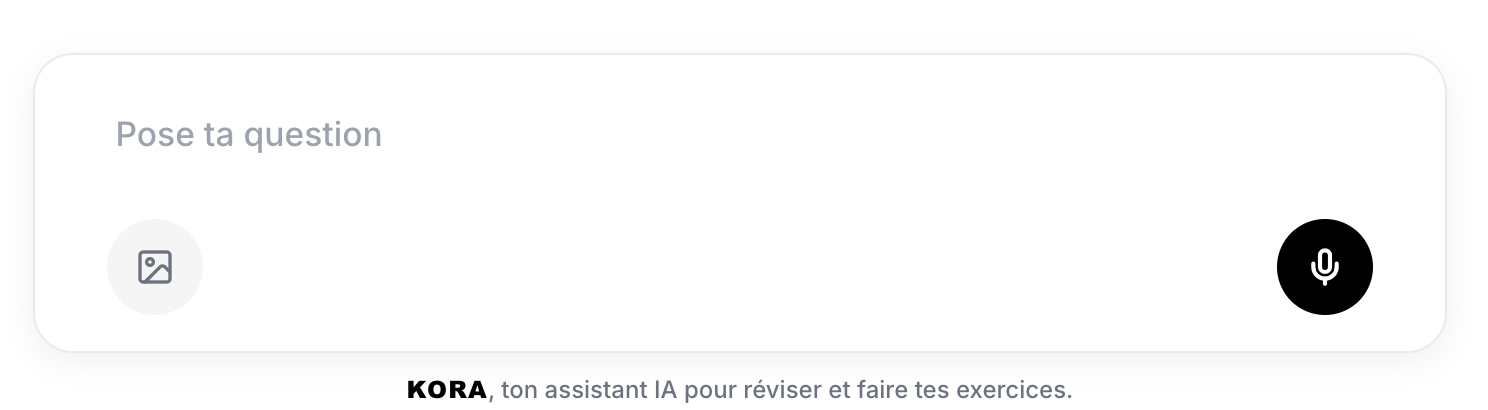 Pose ta question
KORA, ton assistant IA pour réviser et faire tes exercices.